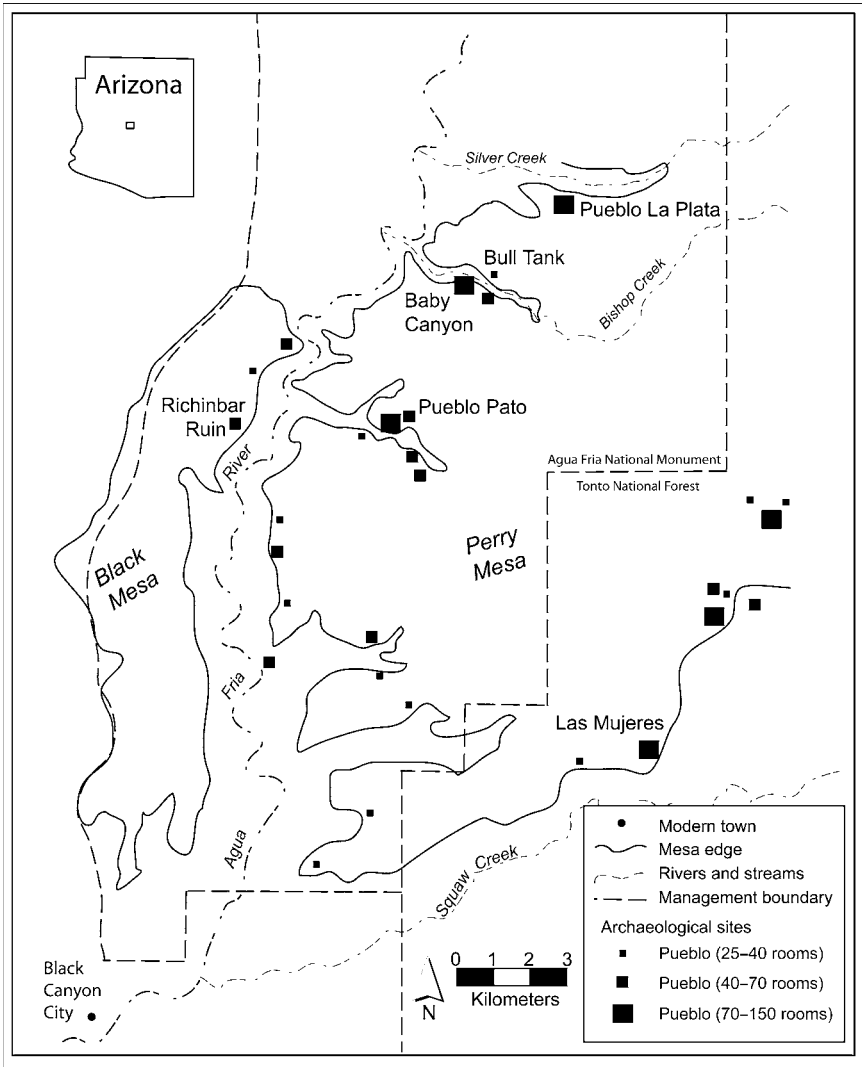 Arizona
Silver Creek
Pueblo La Plata
Bull Tank
Bishop Creek
Baby
Canyon
Richinbar
Ruin
Pueblo Pato
River
Agua Fria National Monument
Tonto National Forest
Perry
Mesa
Black
Mesa
Fria
Las Mujeres
Agua
Squaw Creek
Black
Canyon
City
0 1 2 3
Kilometers
N
Modern town
Mesa edge
Rivers and streams
Management boundary
Archaeological sites
Pueblo (25–40 rooms)
Pueblo (40–70 rooms)
Pueblo (70–150 rooms)